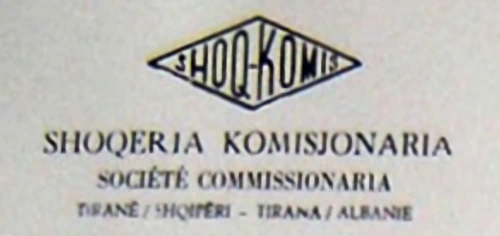 SHOQ-KOMIS
SHOQERIA KOMISJONARIA
SOCIÉTÉ COMMISSIONARIA
TIRANË / SHQIPËRI - TIRANA / ALBANIE